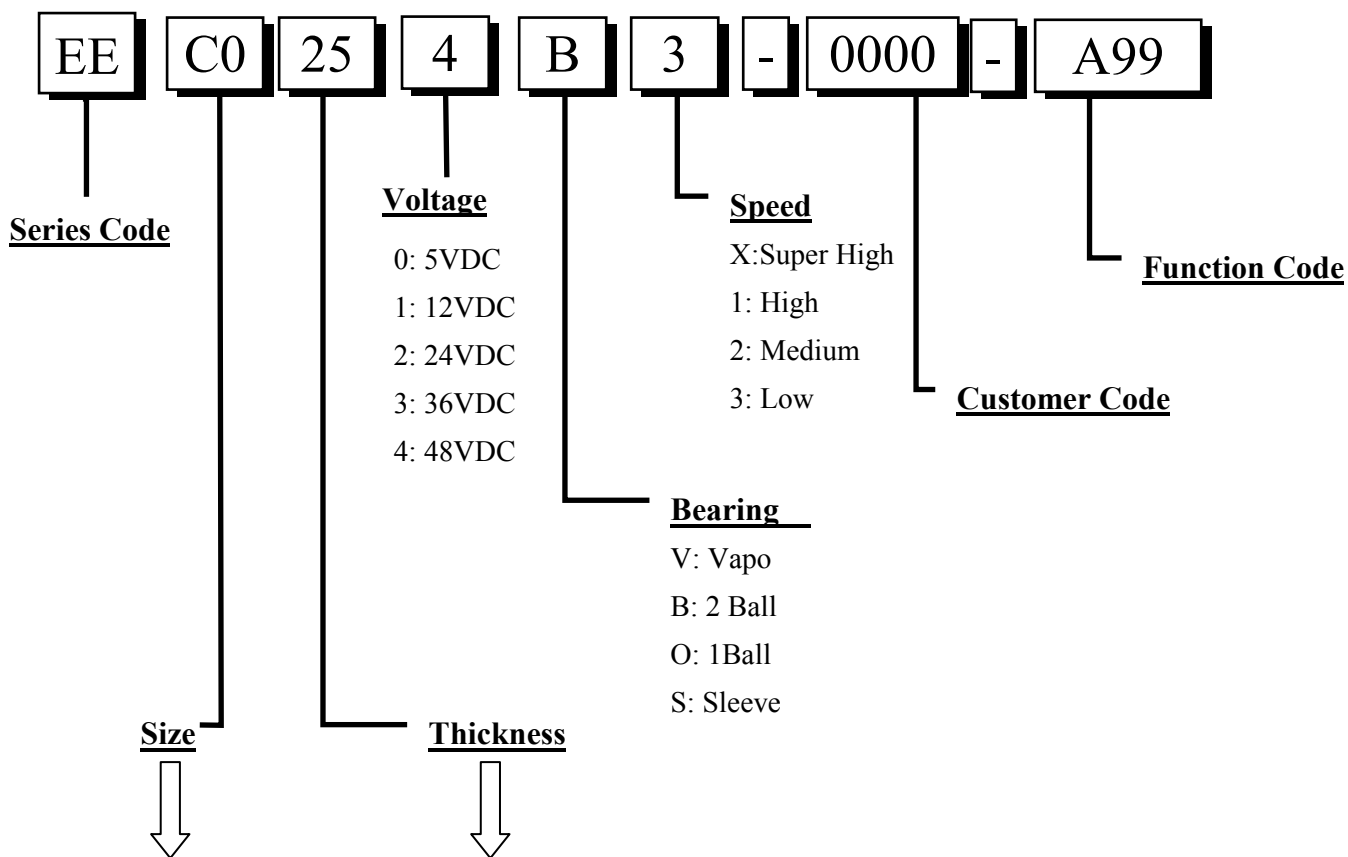 EE C0 25 4 B 3 - 0000 - A99
Series Code
Voltage
0: 5VDC
1: 12VDC
2: 24VDC
3: 36VDC
4: 48VDC
Speed
X:Super High
1: High
2: Medium
3: Low
Function Code
Customer Code
Bearing
V: Vapo
B: 2 Ball
O: 1Ball
S: Sleeve
Size
Thickness